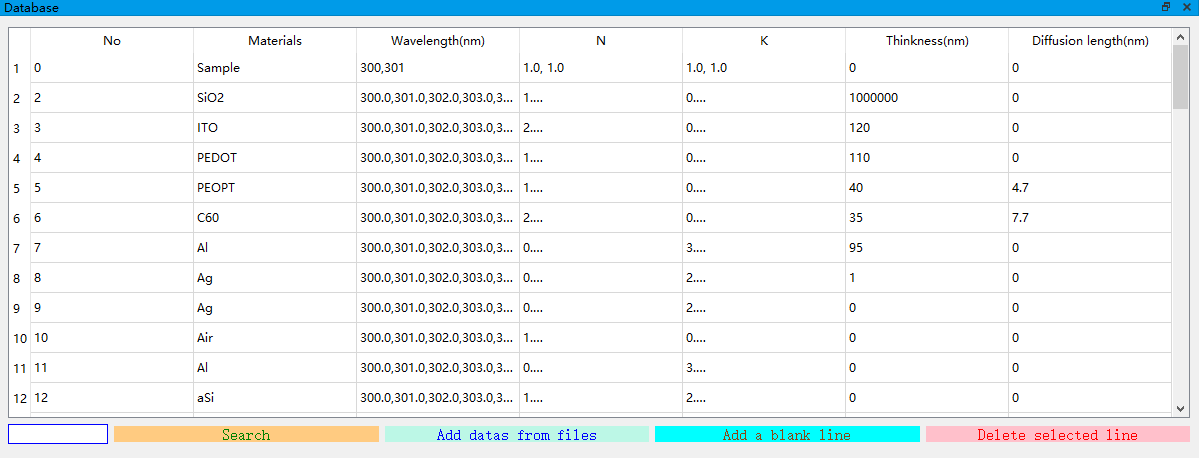 Database
No Materials Wavelength(nm) N K Thinkness(nm) Diffusion length(nm)
1 0 Sample 300,301 1.0, 1.0 1.0, 1.0 0 0
2 2 SiO2 300.0,301.0,302.0,303.0,3... 1.... 0.... 1000000 0
3 3 ITO 300.0,301.0,302.0,303.0,3... 2.... 0.... 120 0
4 4 PEDOT 300.0,301.0,302.0,303.0,3... 1.... 0.... 110 0
5 5 PEOPT 300.0,301.0,302.0,303.0,3... 1.... 0.... 40 4.7
6 6 C60 300.0,301.0,302.0,303.0,3... 2.... 0.... 35 7.7
7 7 Al 300.0,301.0,302.0,303.0,3... 0.... 3.... 95 0
8 8 Ag 300.0,301.0,302.0,303.0,3... 0.... 2.... 1 0
9 9 Ag 300.0,301.0,302.0,303.0,3... 0.... 2.... 0 0
10 10 Air 300.0,301.0,302.0,303.0,3... 1.... 0.... 0 0
11 11 Al 300.0,301.0,302.0,303.0,3... 0.... 3.... 0 0
12 12 aSi 300.0,301.0,302.0,303.0,3... 1.... 2.... 0 0
Search Add datas from files Add a blank line Delete selected line